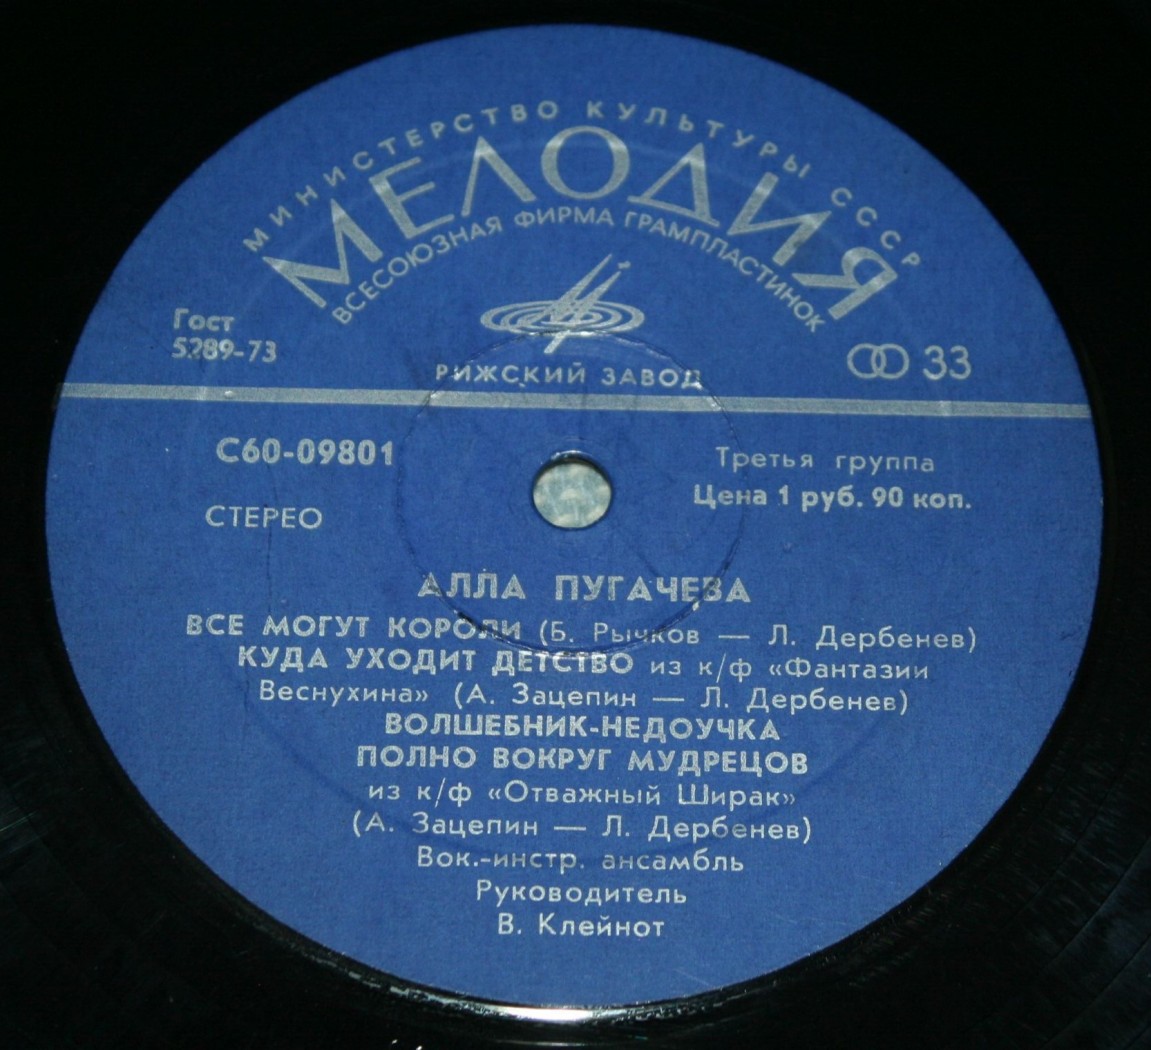 МИНИСТЕРСТВО КУЛЬТУРЫ СССР
МЕЛОДИЯ
ВСЕСОЮЗНАЯ ФИРМА ГРАМПЛАСТИНОК
Гост
5289-73
РИЖСКИЙ ЗАВОД
33
С60-09801
Третья группа
СТЕРЕО
Цена 1 руб. 90 коп.
АЛЛА ПУГАЧЕВА
ВСЕ МОГУТ КОРОЛИ (Б. Рычков — Л. Дербенев)
КУДА УХОДИТ ДЕТСТВО из к/ф «Фантазии
Веснухина» (А. Зацепин — Л. Дербенев)
ВОЛШЕБНИК-НЕДОУЧКА
ПОЛНО ВОКРУГ МУДРЕЦОВ
из к/ф «Отважный Ширак»
(А. Зацепин — Л. Дербенев)
Вок.-инстр. ансамбль
Руководитель
В. Клейнот